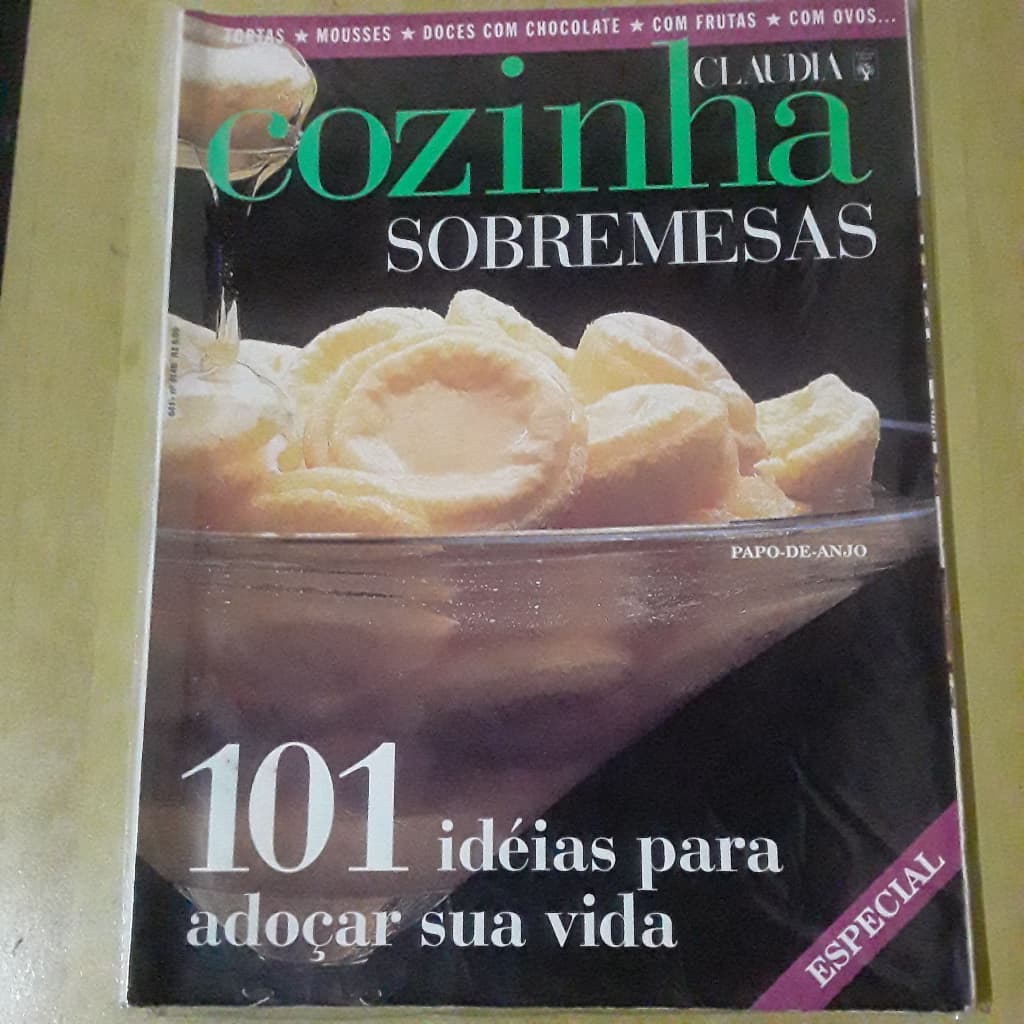 TORTAS ★ MOUSSES ★ DOCES COM CHOCOLATE ★ COM FRUTAS ★ COM OVOS...
CLAUDIA
cozinha
SOBREMESAS
PAPO-DE-ANJO
101 idéias para
adoçar sua vida
ESPECIAL